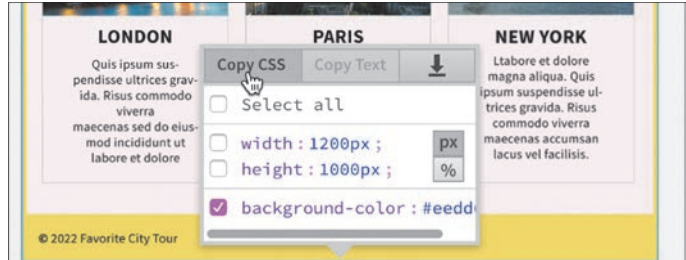 LONDON
Quis ipsum sus-
pendisse ultrices grav-
ida. Risus commodo
viverra
maecenas sed do eius-
mod incididunt ut
labore et dolore
PARIS
Copy CSS
Copy Text
Select all
width : 1200px ;
px
height : 1000px ;
%
background-color : #eedd
NEW YORK
Ltabore et dolore
magna aliqua. Quis
ipsum suspendisse ul-
trices gravida. Risus
commodo viverra
maecenas accumsan
lacus vel facilisis.
© 2022 Favorite City Tour